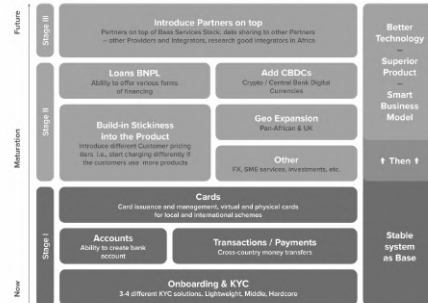 Future
Maturation
Now
Stage III
Introduce Partners on top
Partners on top of Baas Services Stack; data sharing to other Partners
– other Providers and Integrators, research good integrators in Africa
Stage II
Loans BNPL
Ability to offer various forms
of financing
Add CBDCs
Crypto / Central Bank Digital
Currencies
Build-in Stickiness
into the Product
Introduce different Customer pricing
tiers i.e., start charging differently if
the customers use more products
Geo Expansion
Pan-African & UK
Other
FX, SME services, investments, etc.
Stage I
Cards
Card issuance and management, virtual and physical cards
for local and international schemes
Accounts
Ability to create bank
account
Transactions / Payments
Cross-country money transfers
Onboarding & KYC
3-4 different KYC solutions. Lightweight, Middle, Hardcore
Better
Technology
–
Superior
Product
–
Smart
Business
Model
↑ Then ↑
Stable
system
as Base